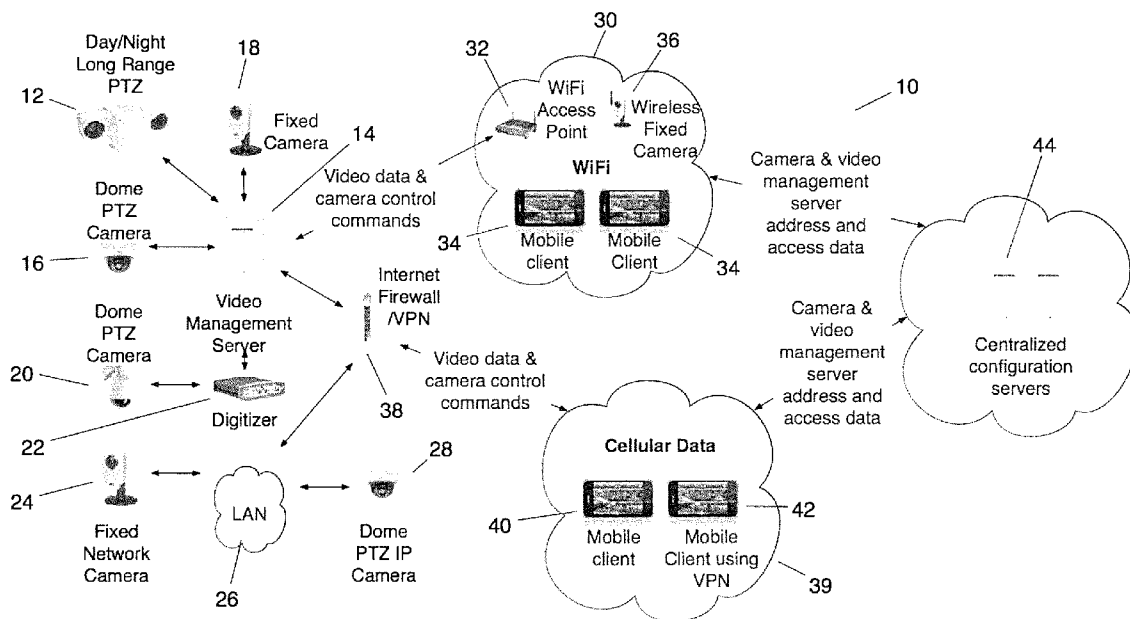 30
18
32
36
Day/Night
Long Range
PTZ
10
12
WiFi
Access
Point
Wireless
Fixed
Camera
Fixed
Camera
14
44
WiFi
Video data &
camera control
commands
Camera & video
management
server
address and
access data
Dome
PTZ
Camera
16
34
Mobile
client
Mobile
Client
34
Internet
Firewall
/VPN
Video
Management
Server
Dome
PTZ
Camera
Camera
& video
management
server
address and
access data
Centralized
configuration
servers
20
Video data &
camera control
commands
Digitizer
38
22
28
Cellular Data
24
LAN
40
42
Mobile
client
Mobile
Client using
VPN
Fixed
Network
Camera
Dome
PTZ IP
Camera
26
39